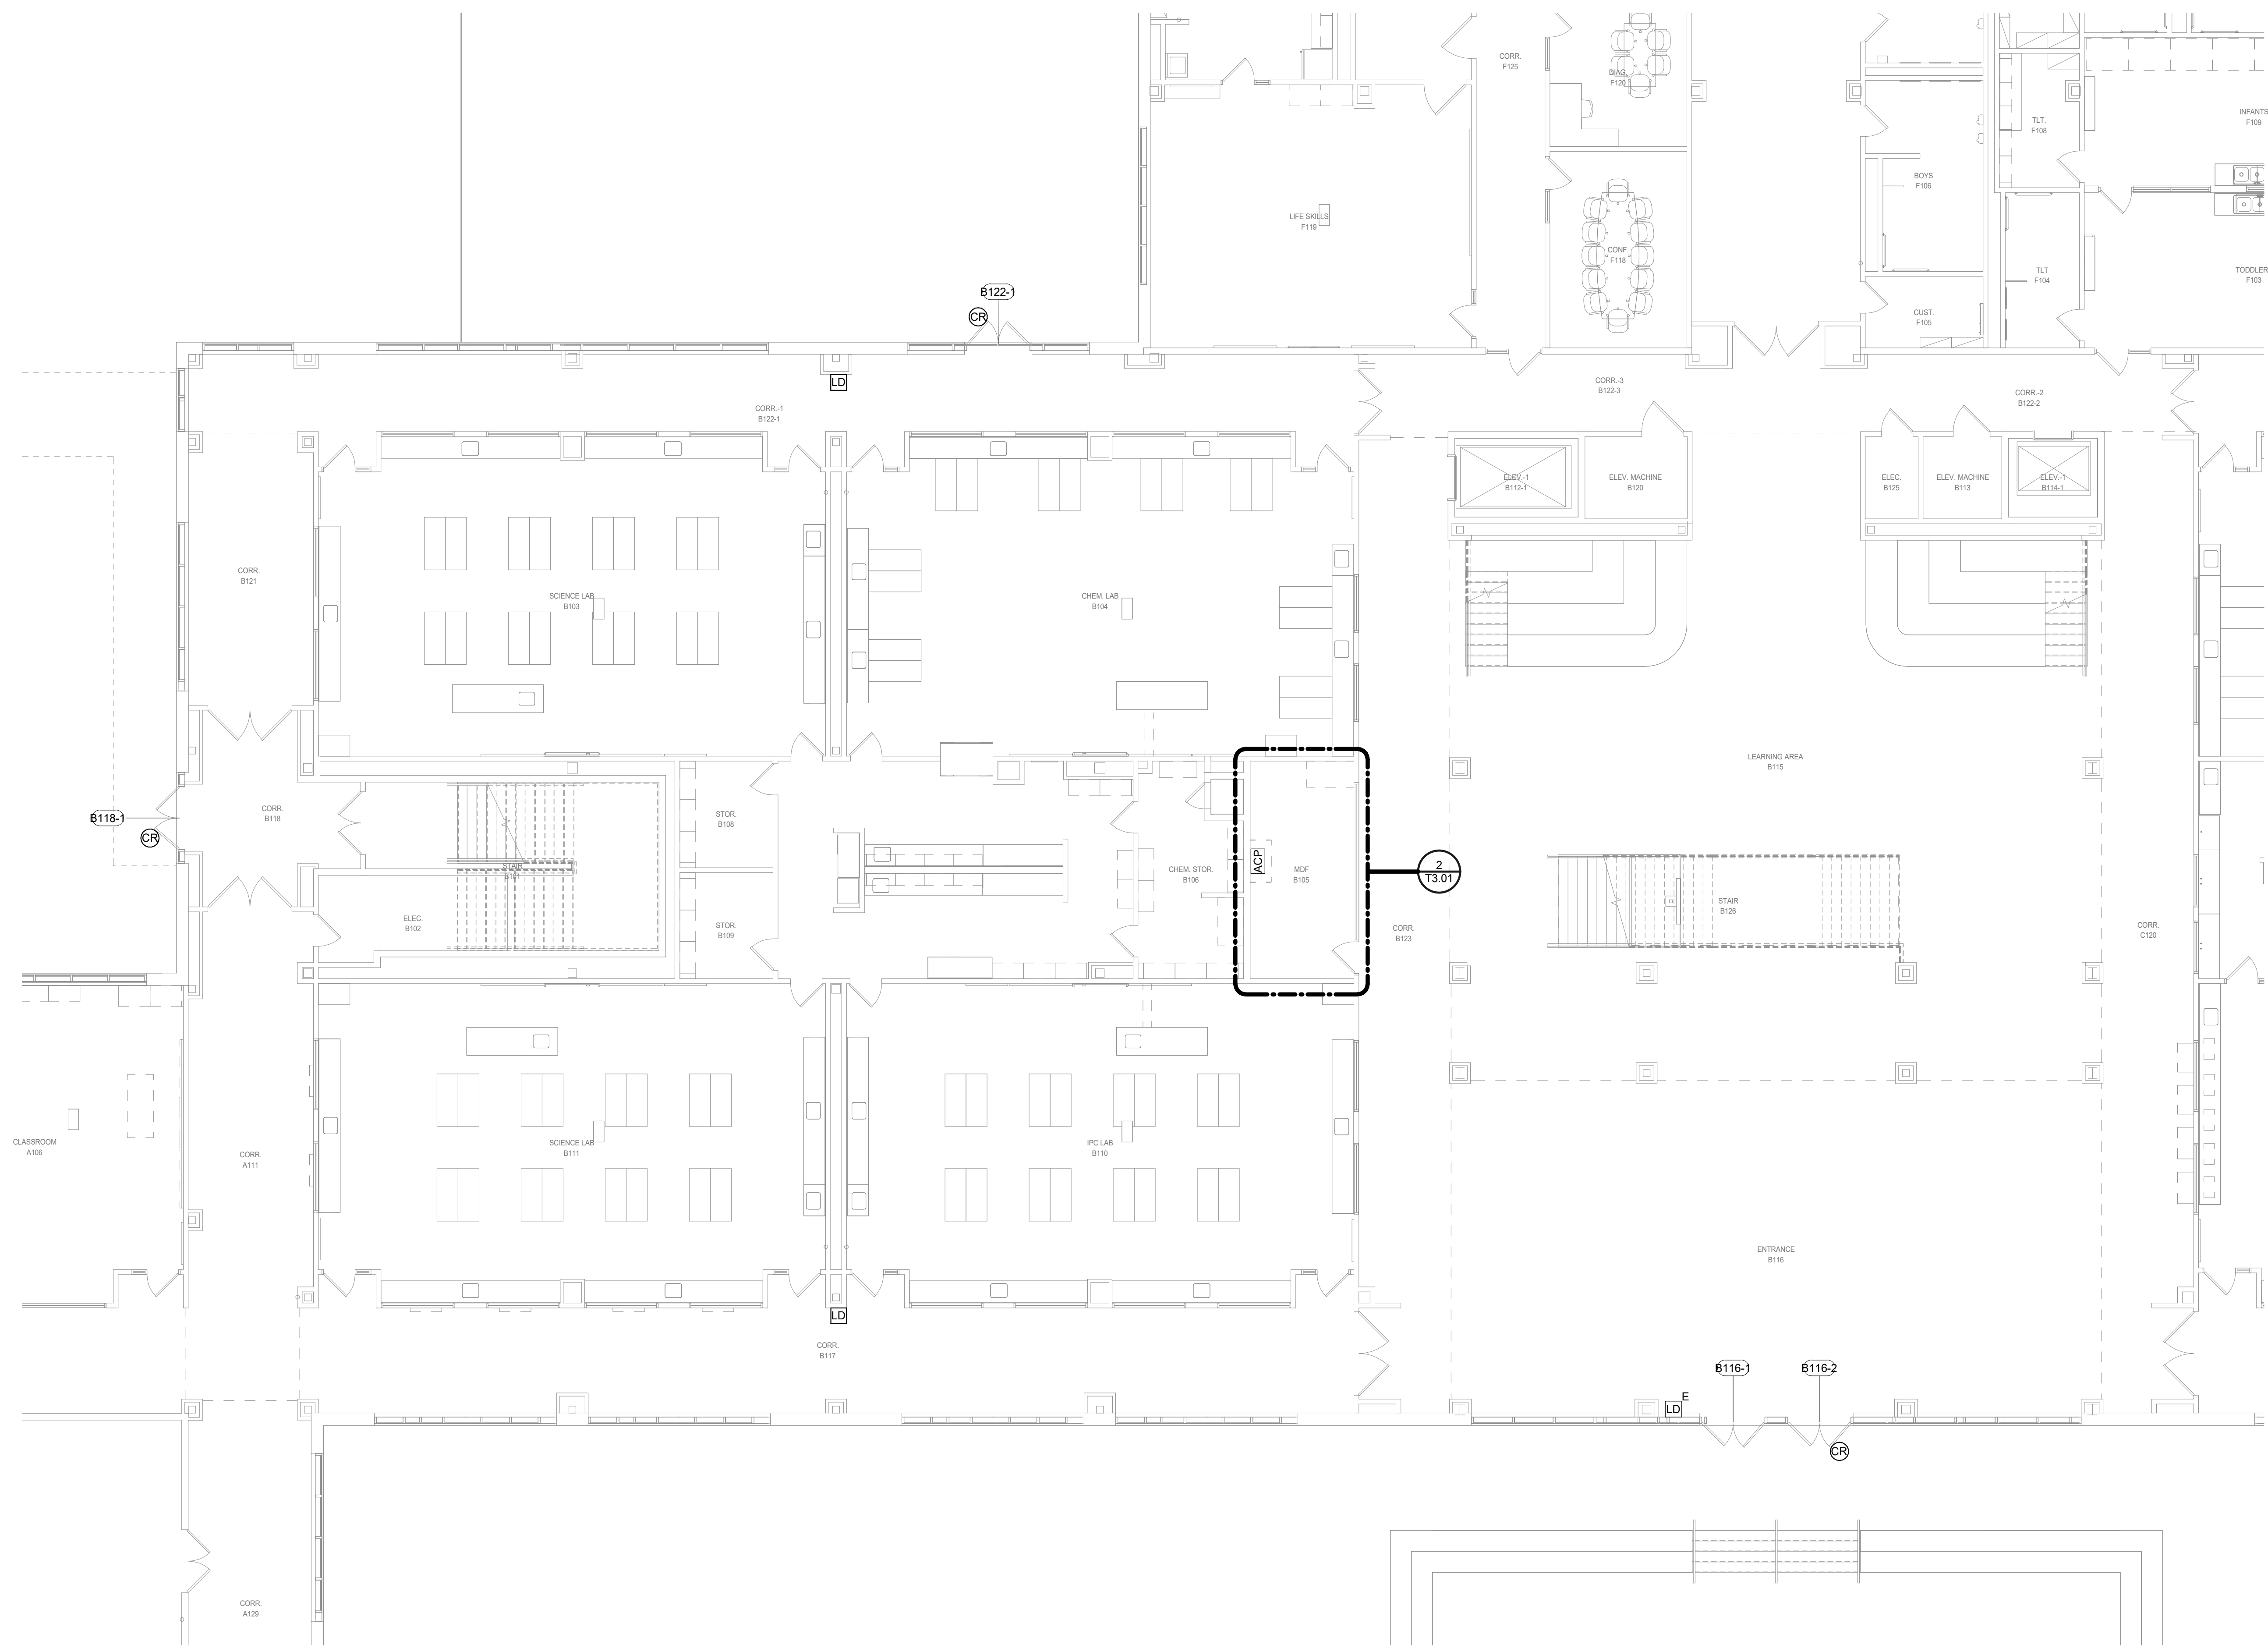 CORR.
F125
DIAG.
F120
TLT.
F108
INFANTS
F109
BOYS
F106
LIFE SKILLS
F119
CONF.
F118
TLT
F104
TODDLER
F103
B122-1
CR
CUST.
F105
LD
CORR.-3
B122-3
CORR.-2
B122-2
CORR.-1
B122-1
ELEV.-1
B112-1
ELEV. MACHINE
B120
ELEC.
B125
ELEV. MACHINE
B113
ELEV.-1
B114-1
CORR.
B121
SCIENCE LAB
B103
CHEM. LAB
B104
LEARNING AREA
B115
CORR.
B118
B118-1
CR
STOR.
B108
STAIR
B101
CHEM. STOR.
B106
ACP
MDF
B105
2
T3.01
STAIR
B126
ELEC.
B102
STOR.
B109
CORR.
B123
CORR.
C120
CLASSROOM
A106
CORR.
A111
SCIENCE LAB
B111
IPC LAB
B110
ENTRANCE
B116
LD
CORR.
B117
B116-1
B116-2
E
LD
CR
CORR.
A129